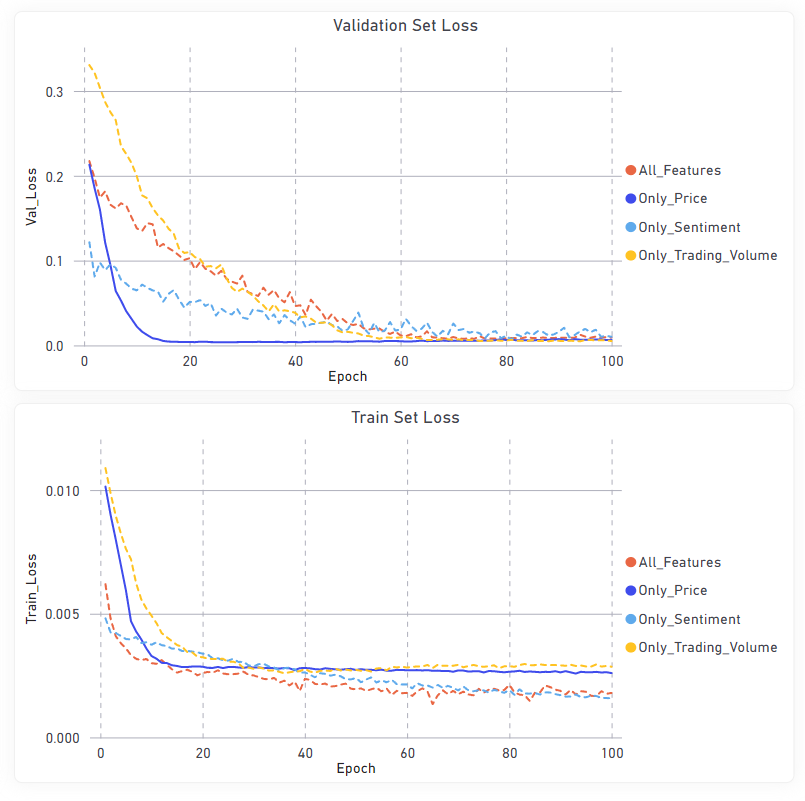 Validation Set Loss
Val_Loss
0.3
0.2
0.1
0.0
0 20 40 60 80 100
Epoch
All_Features
Only_Price
Only_Sentiment
Only_Trading_Volume
Train Set Loss
Train_Loss
0.010
0.005
0.000
0 20 40 60 80 100
Epoch
All_Features
Only_Price
Only_Sentiment
Only_Trading_Volume